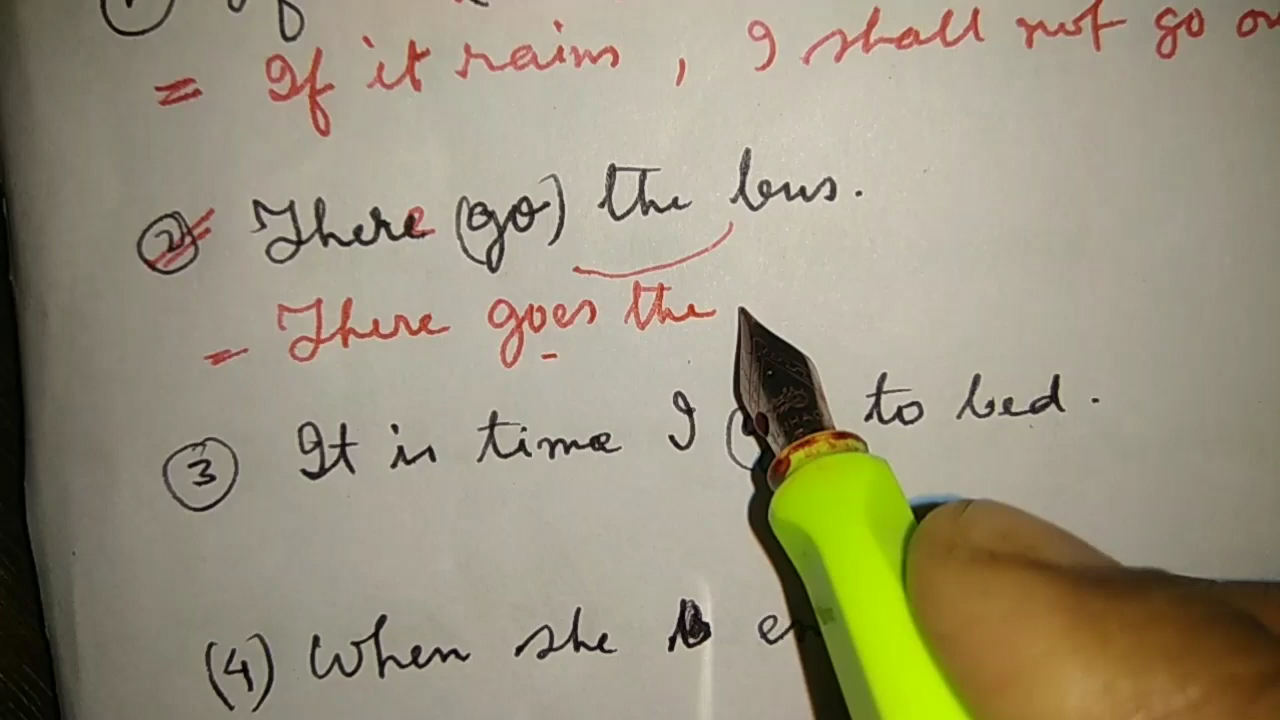 ①
= If it rains, I shall not go
② There (go) the bus.
= There goes the
③ It is time I ( to bed.
(4) When she